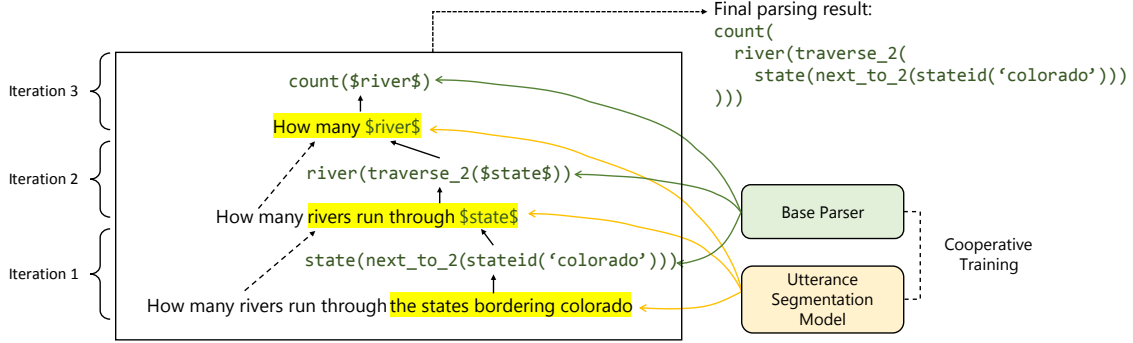 Final parsing result:
count(
river(traverse_2(
state(next_to_2(stateid(‘colorado’)))
)))
Iteration 3
count($river$)
How many $river$
Iteration 2
river(traverse_2($state$))
How many rivers run through $state$
Iteration 1
state(next_to_2(stateid(‘colorado’)))
How many rivers run through the states bordering colorado
Base Parser
Utterance
Segmentation
Model
Cooperative
Training